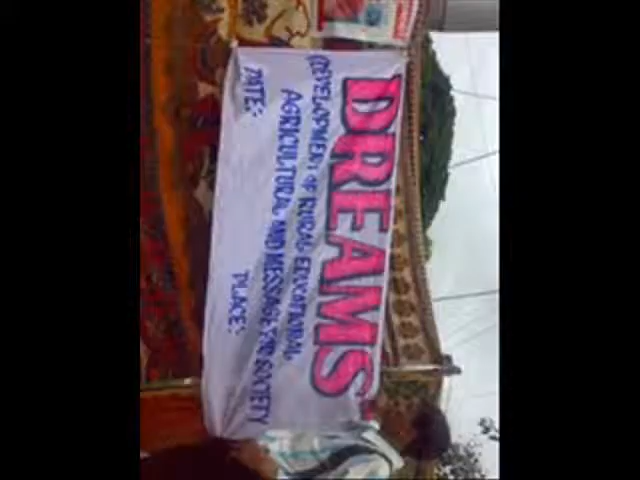 DREAMS
(DEVELOPMENT OF RURAL EDUCATIONAL
AGRICULTURAL AND MESSAGE FOR SOCIETY
DATE:- PLACE:-